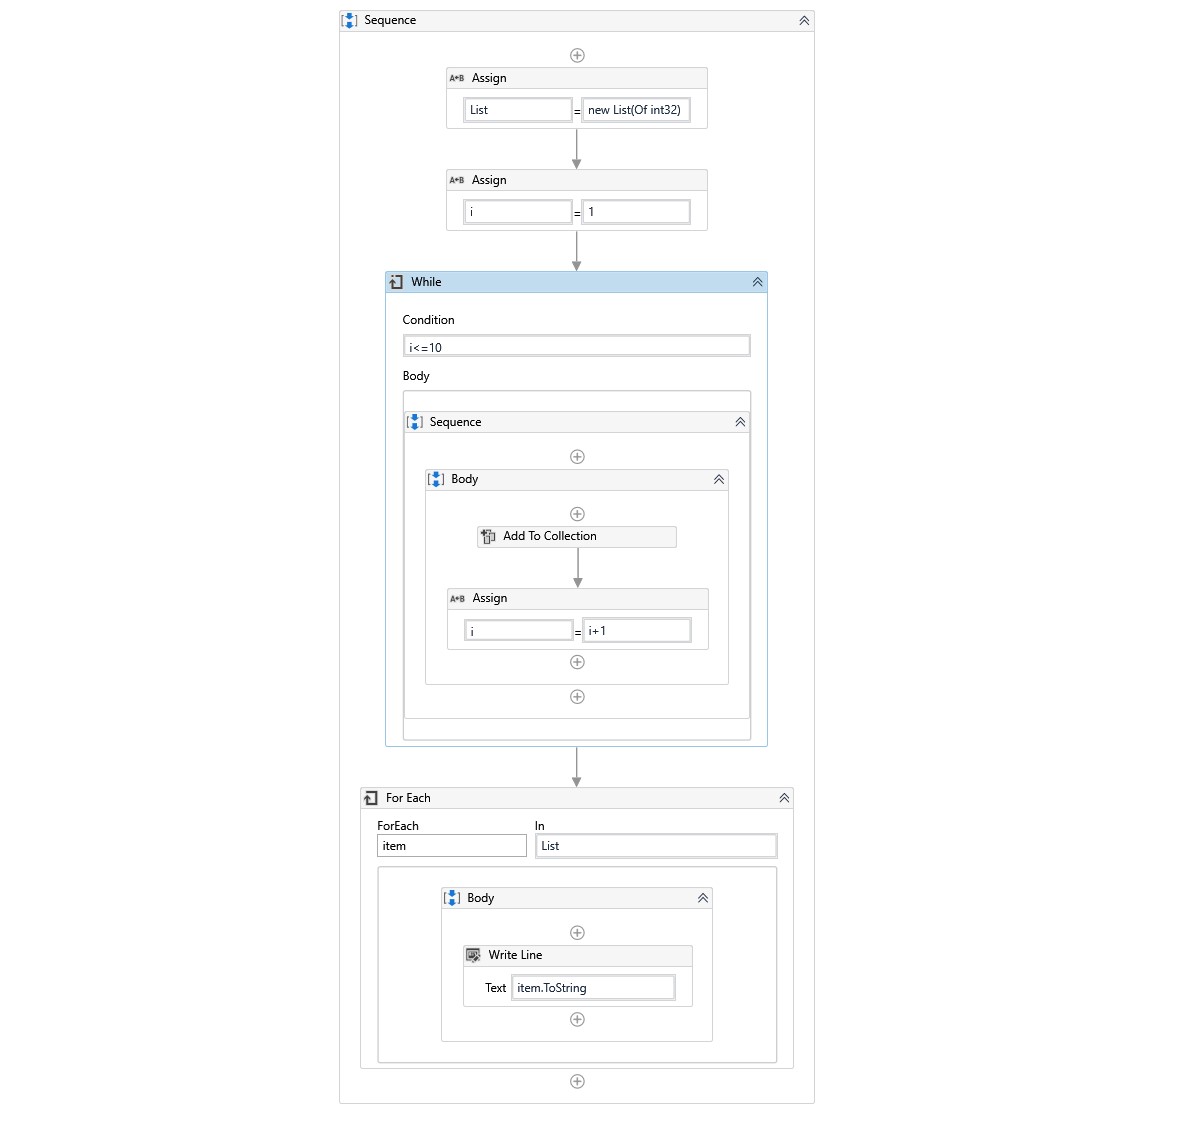 Sequence
A+B Assign
List = new List(Of int32)
A+B Assign
i = 1
While
Condition
i<=10
Body
Sequence
Body
Add To Collection
A+B Assign
i = i+1
For Each
ForEach In
item List
Body
Write Line
Text item.ToString